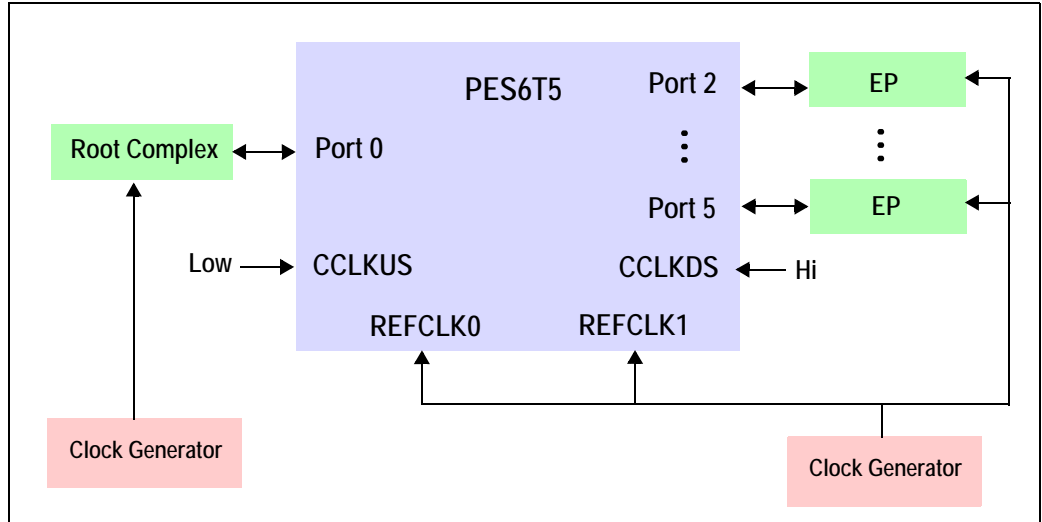 PES6T5
Port 2
EP
Root Complex
Port 0
Port 5
EP
Low
CCLKUS
CCLKDS
Hi
REFCLK0
REFCLK1
Clock Generator
Clock Generator